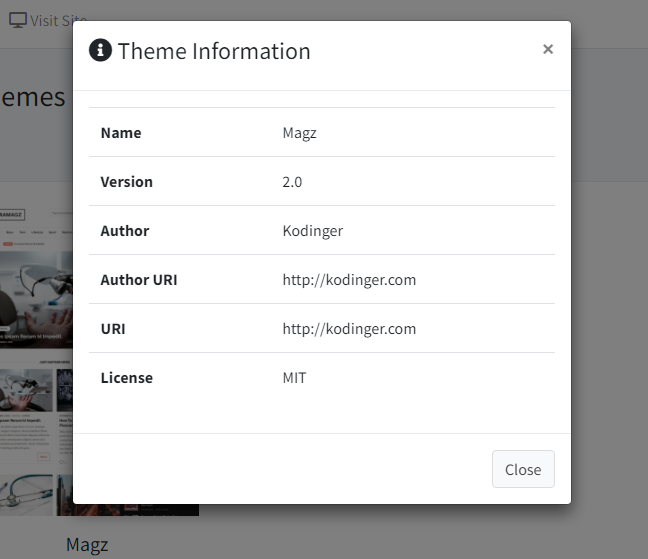 Visit Site
Theme Information
×
emes
Name Magz
Version 2.0
Author Kodinger
Author URI http://kodinger.com
URI http://kodinger.com
License MIT
Close
Magz